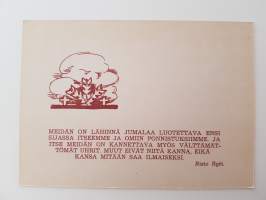 MEIDÄN ON LÄHINNÄ JUMALAA LUOTETTAVA ENSI
SIJASSA ITSEEMME JA OMIIN PONNISTUKSIIMME. JA
ITSE MEIDÄN ON KANNETTAVA MYÖS VÄLTTÄMÄT-
TÖMÄT UHRIT. MUUT EIVÄT NIITÄ KANNA, EIKÄ
KANSA MITÄÄN SAA ILMAISEKSI.
Risto Ryti.